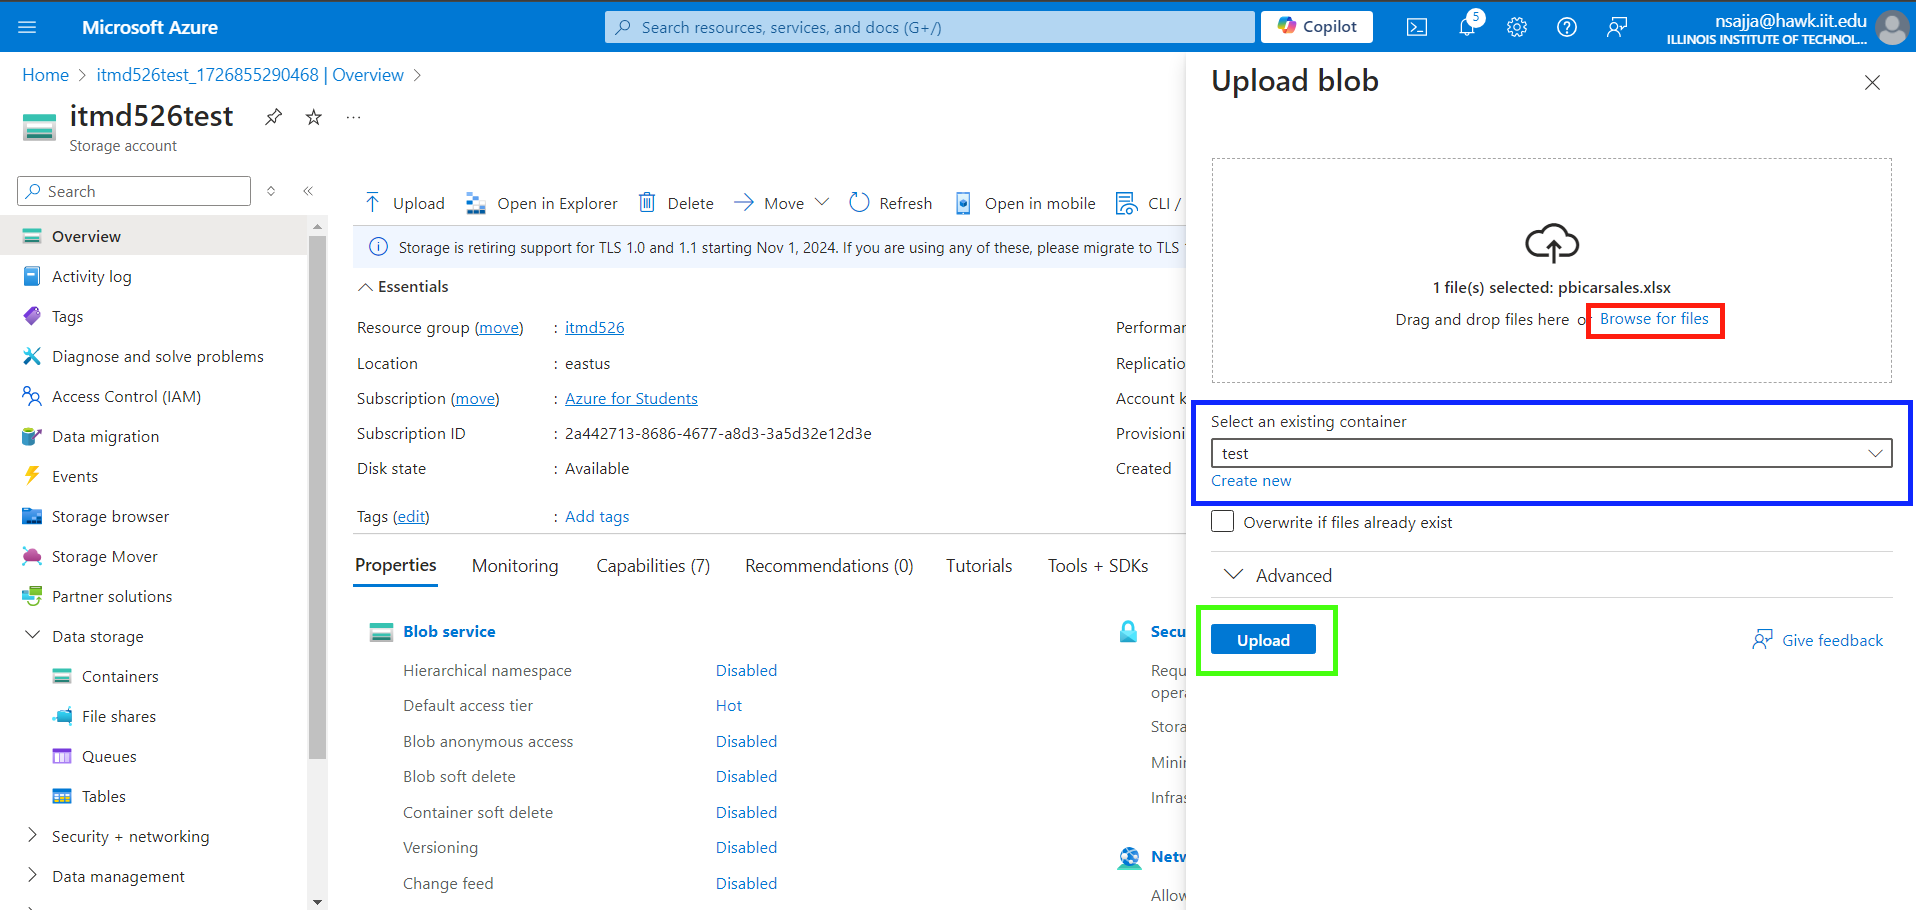 Microsoft Azure
Search resources, services, and docs (G+/)
Copilot
5
nsajja@hawk.iit.edu
ILLINOIS INSTITUTE OF TECHNOL...
Home > itmd526test_1726855290468 | Overview >
itmd526test
Storage account
Search
Overview
Activity log
Tags
Diagnose and solve problems
Access Control (IAM)
Data migration
Events
Storage browser
Storage Mover
Partner solutions
Data storage
Containers
File shares
Queues
Tables
Security + networking
Data management
Upload
Open in Explorer
Delete
Move
Refresh
Open in mobile
CLI /
Storage is retiring support for TLS 1.0 and 1.1 starting Nov 1, 2024. If you are using any of these, please migrate to TLS
Essentials
Resource group (move) : itmd526
Location : eastus
Subscription (move) : Azure for Students
Subscription ID : 2a442713-8686-4677-a8d3-3a5d32e12d3e
Disk state : Available
Tags (edit) : Add tags
Performan
Replicatio
Account k
Provisioni
Created
Properties
Monitoring
Capabilities (7)
Recommendations (0)
Tutorials
Tools + SDKs
Blob service
Hierarchical namespace Disabled
Default access tier Hot
Blob anonymous access Disabled
Blob soft delete Disabled
Container soft delete Disabled
Versioning Disabled
Change feed Disabled
Secu
Requ
opera
Stora
Minir
Infras
Netw
Allow
Upload blob
1 file(s) selected: pbicarsales.xlsx
Drag and drop files here or Browse for files
Select an existing container
test
Create new
Overwrite if files already exist
Advanced
Upload
Give feedback